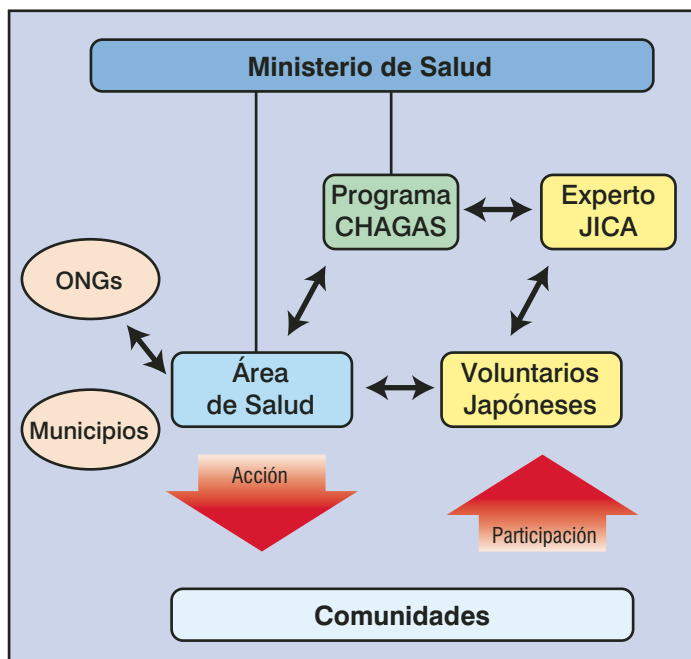 Ministerio de Salud
Programa
CHAGAS
Experto
JICA
ONGs
Área
de Salud
Voluntarios
Japóneses
Municipios
Acción
Participación
Comunidades